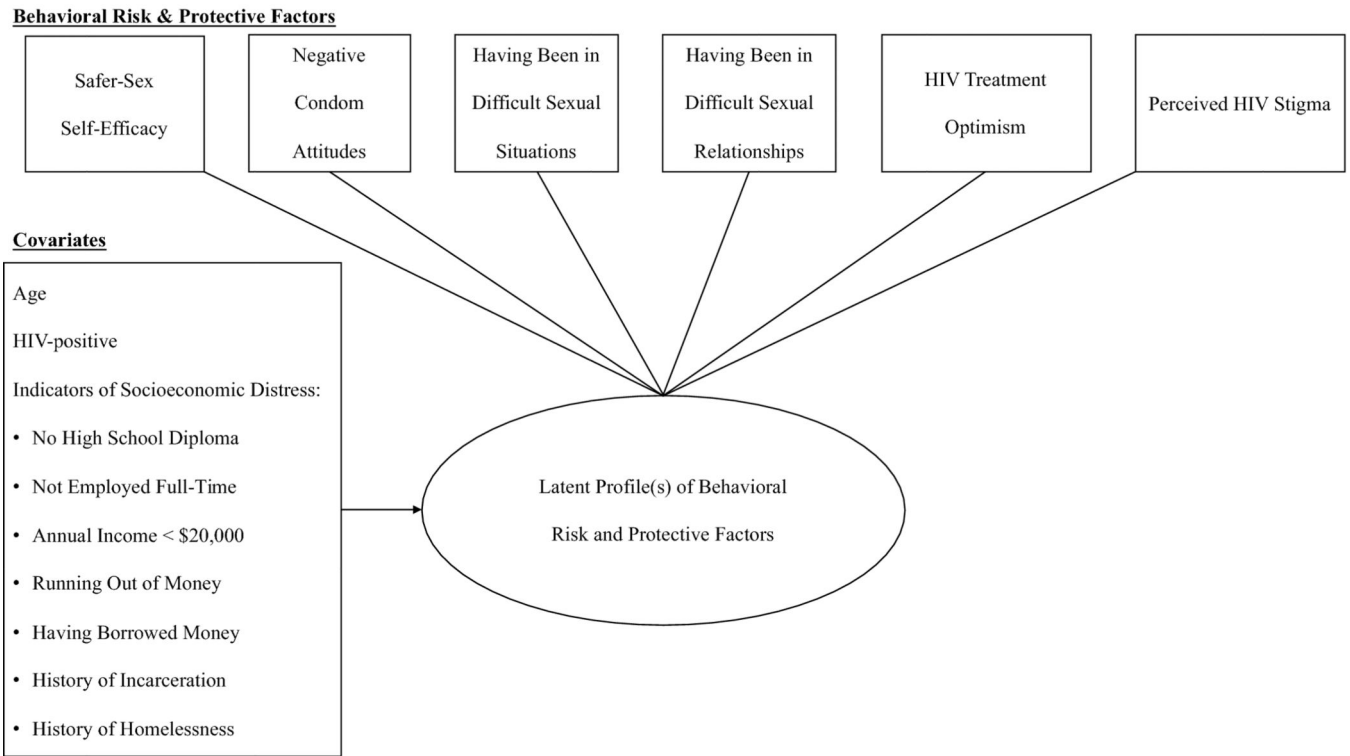 Behavioral Risk & Protective Factors
Safer-Sex
Self-Efficacy
Negative
Condom
Attitudes
Having Been in
Difficult Sexual
Situations
Having Been in
Difficult Sexual
Relationships
HIV Treatment
Optimism
Perceived HIV Stigma
Covariates
Age
HIV-positive
Indicators of Socioeconomic Distress:
• No High School Diploma
• Not Employed Full-Time
• Annual Income < $20,000
• Running Out of Money
• Having Borrowed Money
• History of Incarceration
• History of Homelessness
Latent Profile(s) of Behavioral
Risk and Protective Factors